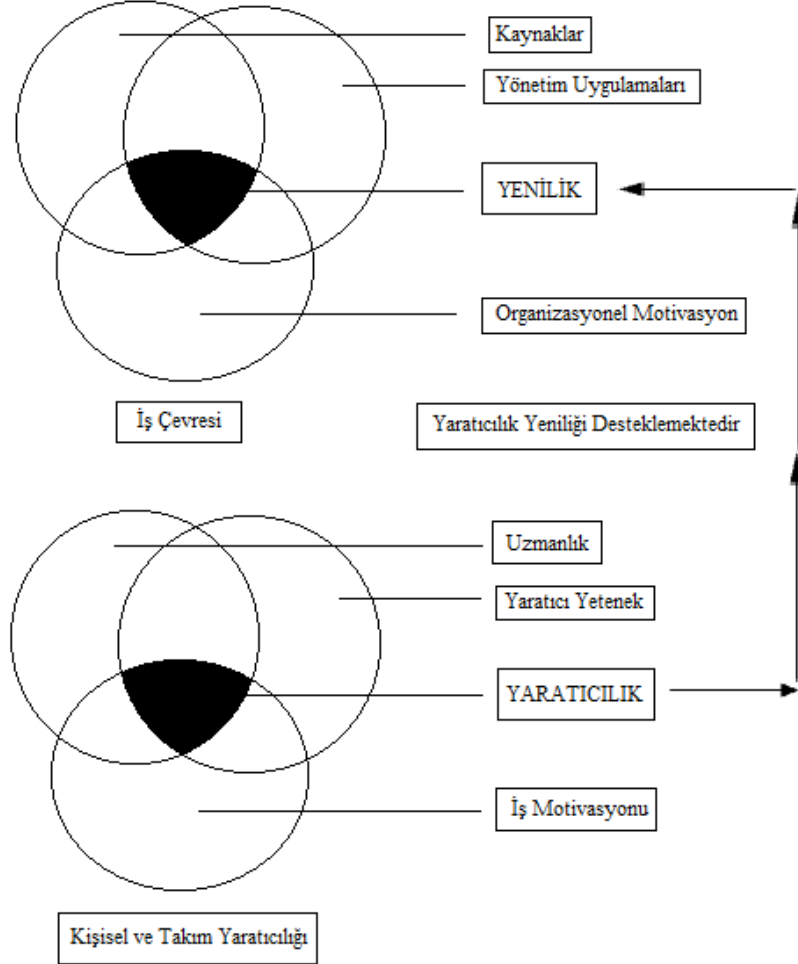 Kaynaklar
Yönetim Uygulamaları
YENİLİK
Organizasyonel Motivasyon
İş Çevresi
Yaratıcılık Yeniliği Desteklemektedir
Uzmanlık
Yaratıcı Yetenek
YARATICILIK
İş Motivasyonu
Kişisel ve Takım Yaratıcılığı